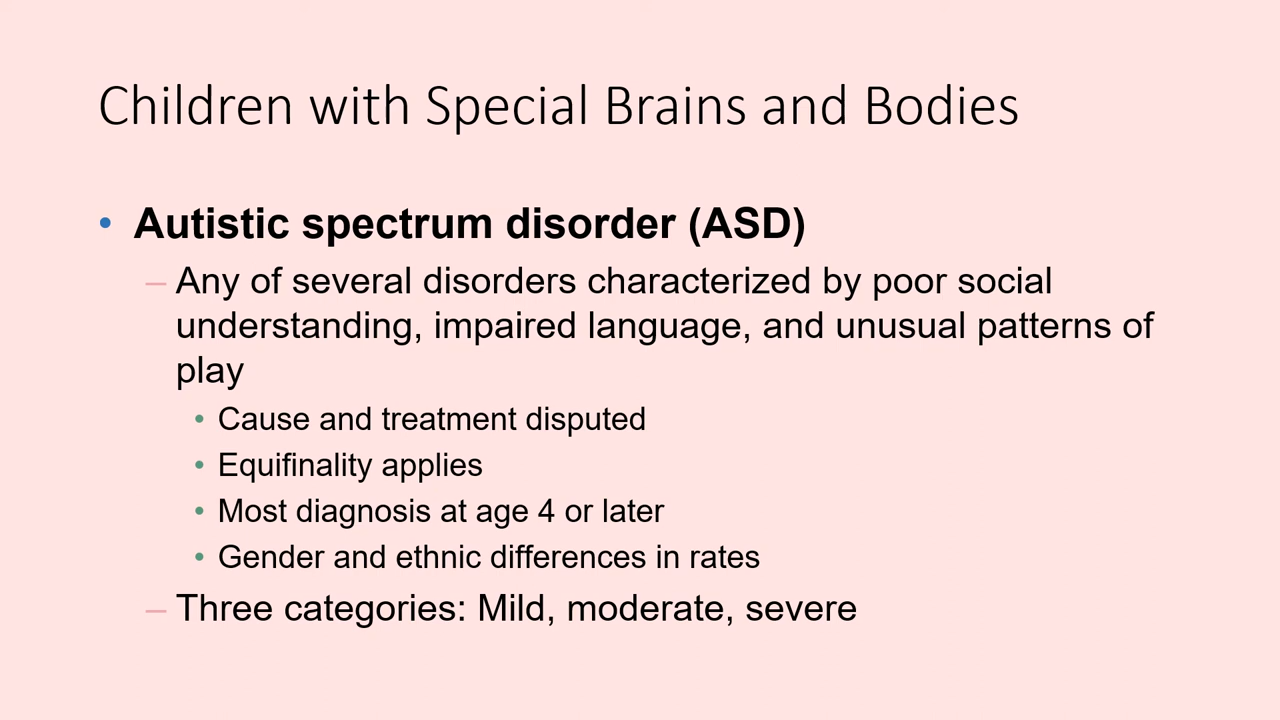 Children with Special Brains and Bodies
• Autistic spectrum disorder (ASD)
– Any of several disorders characterized by poor social
understanding, impaired language, and unusual patterns of
play
• Cause and treatment disputed
• Equifinality applies
• Most diagnosis at age 4 or later
• Gender and ethnic differences in rates
– Three categories: Mild, moderate, severe